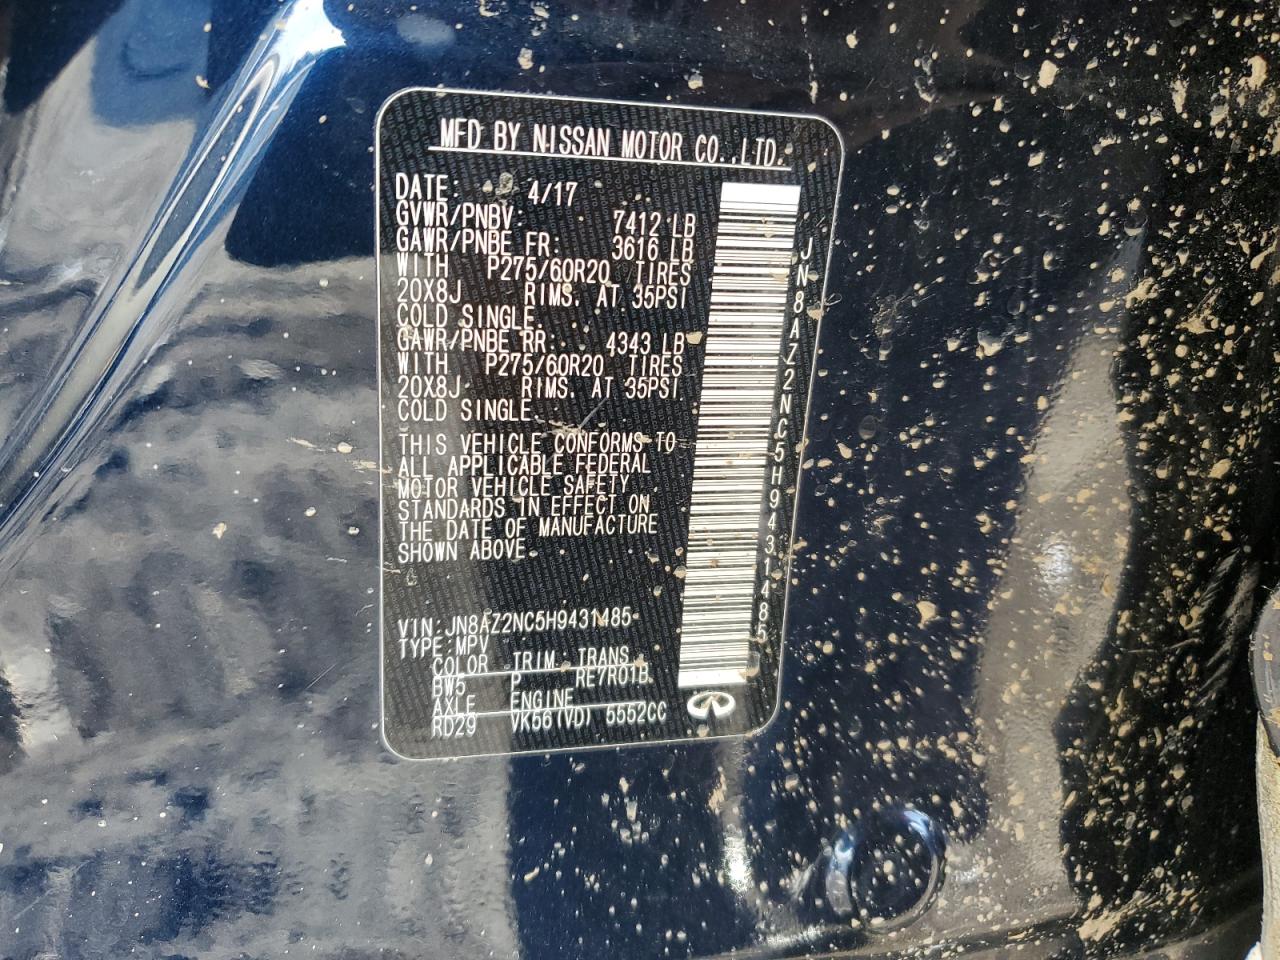 MFD BY NISSAN MOTOR CO.,LTD.
DATE: 4/17
GVWR/PNBV: 7412 LB
GAWR/PNBE FR: 3616 LB
WITH P275/60R20 TIRES
20X8J RIMS. AT 35PSI
COLD SINGLE.
GAWR/PNBE RR: 4343 LB
WITH P275/60R20 TIRES
20X8J RIMS. AT 35PSI
COLD SINGLE.
THIS VEHICLE CONFORMS TO
ALL APPLICABLE FEDERAL
MOTOR VEHICLE SAFETY
STANDARDS IN EFFECT ON
THE DATE OF MANUFACTURE
SHOWN ABOVE.
VIN:JN8AZ2NC5H9431485
TYPE:MPV
COLOR TRIM TRANS
BW5 P RE7R01B
AXLE ENGINE
RD29 VK56(VD) 5552CC
JN8AZ2NC5H9431485